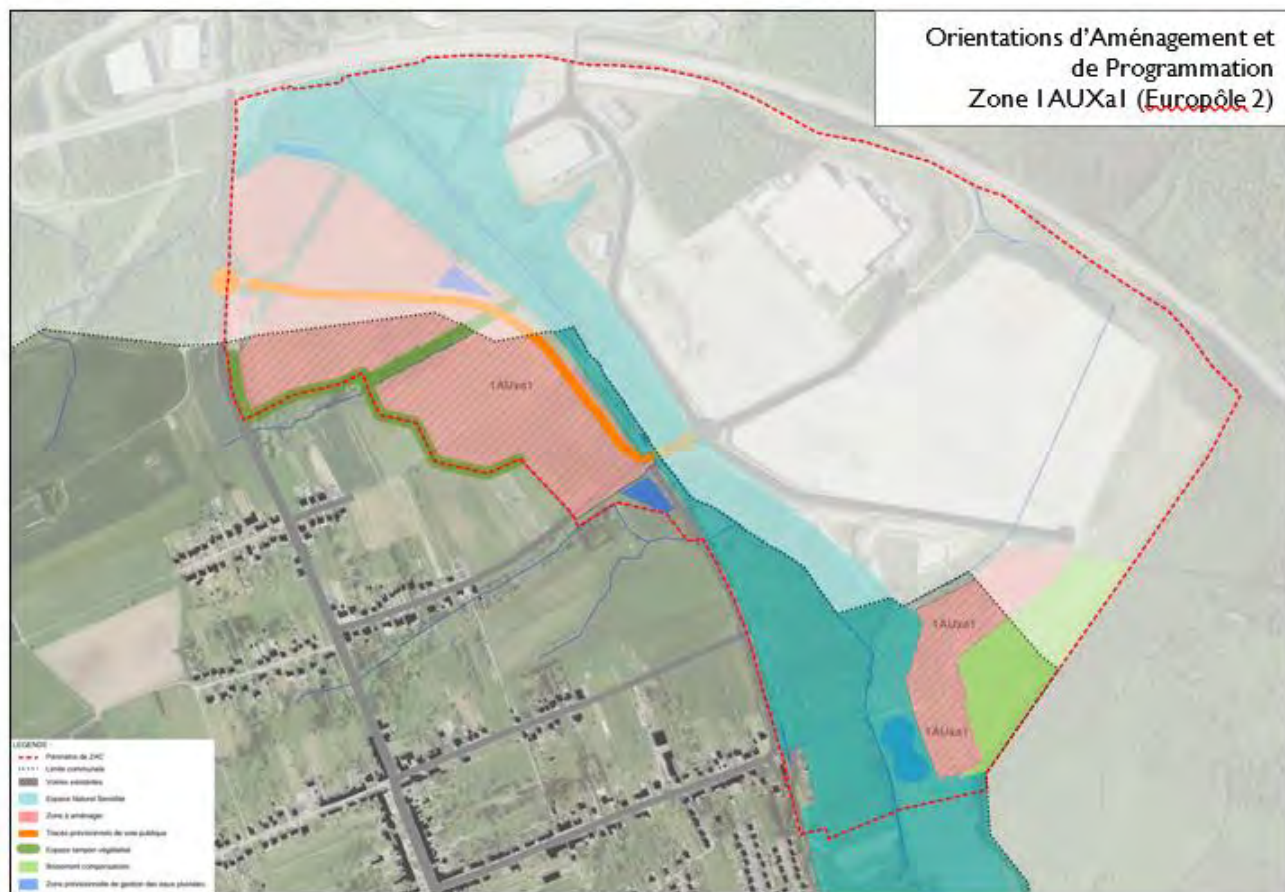 Orientations d'Aménagement et
de Programmation
Zone 1AUXa1 (Europôle 2)
1AUXa1
1AUXa1
1AUXa1
LEGENDE :
Périmètre de ZAC
Limite communale
Voiries existantes
Espace Naturel Sensible
Zone à aménager
Tracés prévisionnels de voie publique
Espace tampon végétalisé
Boisement compensatoire
Zone prévisionnelle de gestion des eaux pluviales